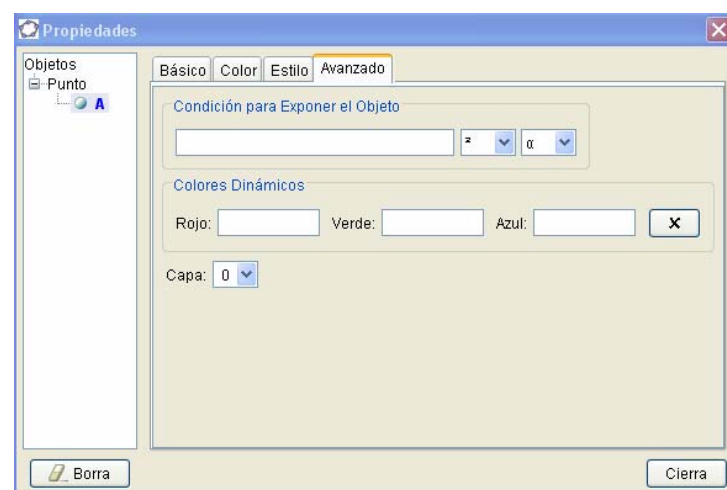 Propiedades
Objetos
Punto
A
Básico Color Estilo Avanzado
Condición para Exponer el Objeto
² α
Colores Dinámicos
Rojo: Verde: Azul: x
Capa: 0
Borra Cierra